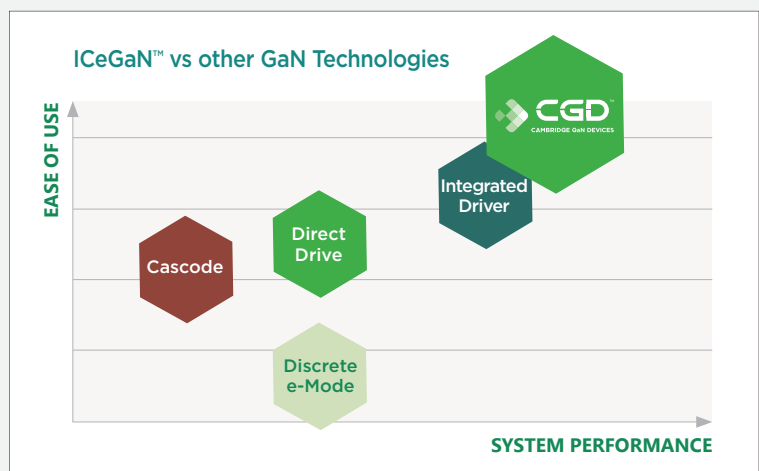 ICeGaN™ vs other GaN Technologies
EASE OF USE
CGD™
CAMBRIDGE GaN DEVICES
Integrated
Driver
Direct
Drive
Cascode
Discrete
e-Mode
SYSTEM PERFORMANCE